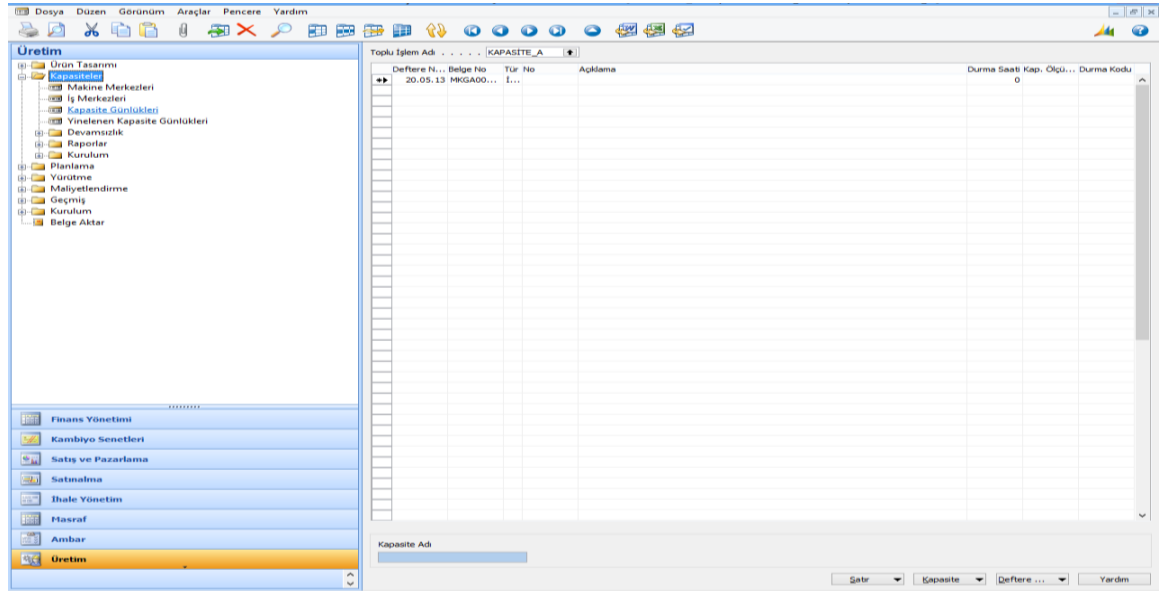 Dosya Düzen Görünüm Araçlar Pencere Yardım
Üretim
Ürün Tasarımı
Kapasiteler
Makine Merkezleri
İş Merkezleri
Kapasite Günlükleri
Yinelenen Kapasite Günlükleri
Devamsızlık
Raporlar
Kurulum
Planlama
Yürütme
Maliyetlendirme
Geçmiş
Kurulum
Belge Aktar
Finans Yönetimi
Kambiyo Senetleri
Satış ve Pazarlama
Satınalma
İhale Yönetim
Masraf
Ambar
Üretim
Toplu İşlem Adı . . . . . KAPASİTE_A
Deftere N... Belge No Tür No Açıklama Durma Saati Kap. Ölçü... Durma Kodu
20.05.13 MKGA00... İ... 0
Kapasite Adı
Satır Kapasite Deftere ... Yardım